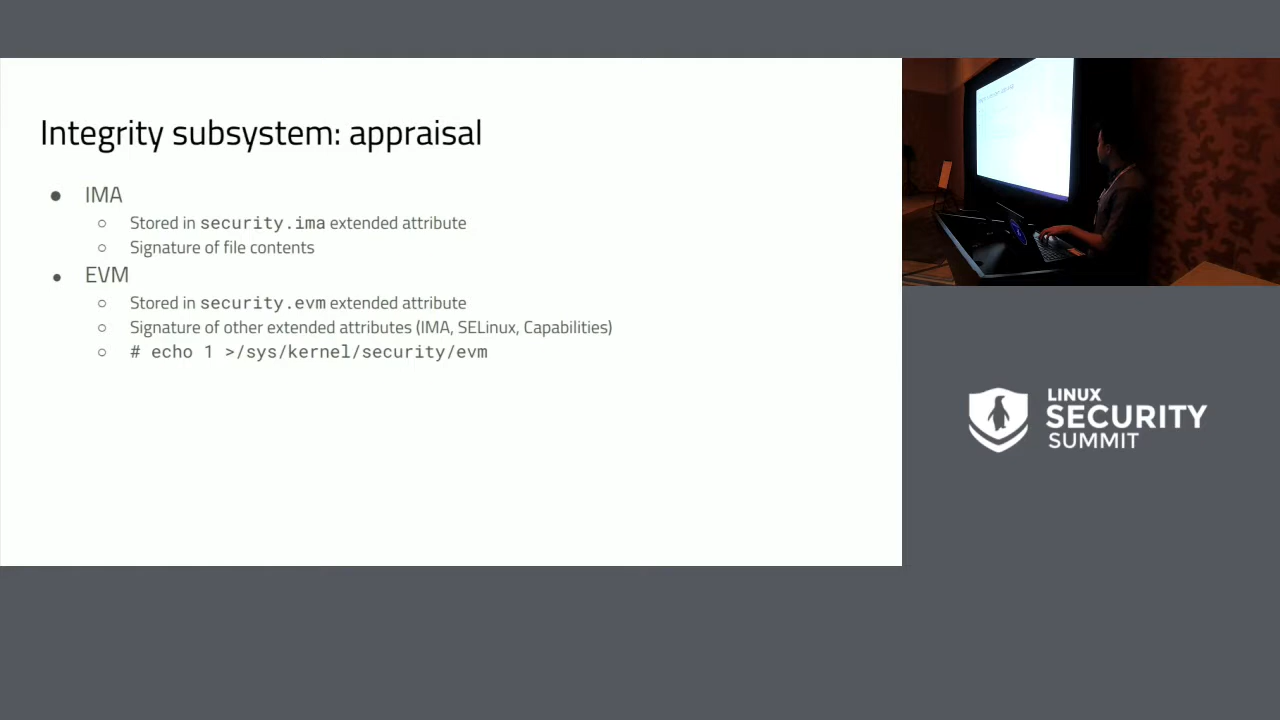 Integrity subsystem: appraisal
IMA
Stored in security.ima extended attribute
Signature of file contents
EVM
Stored in security.evm extended attribute
Signature of other extended attributes (IMA, SELinux, Capabilities)
# echo 1 >/sys/kernel/security/evm
LINUX
SECURITY
SUMMIT